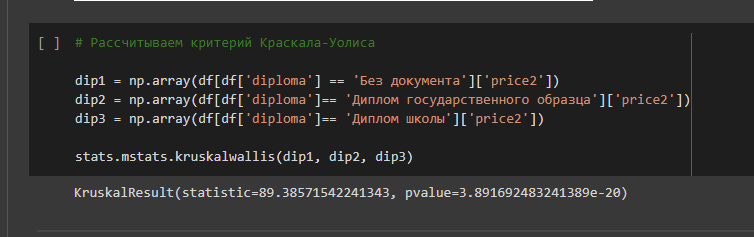 [ ] # Рассчитываем критерий Краскала-Уолиса
dip1 = np.array(df[df['diploma'] == 'Без документа']['price2'])
dip2 = np.array(df[df['diploma']== 'Диплом государственного образца']['price2'])
dip3 = np.array(df[df['diploma']== 'Диплом школы']['price2'])
stats.mstats.kruskalwallis(dip1, dip2, dip3)
KruskalResult(statistic=89.38571542241343, pvalue=3.891692483241389e-20)